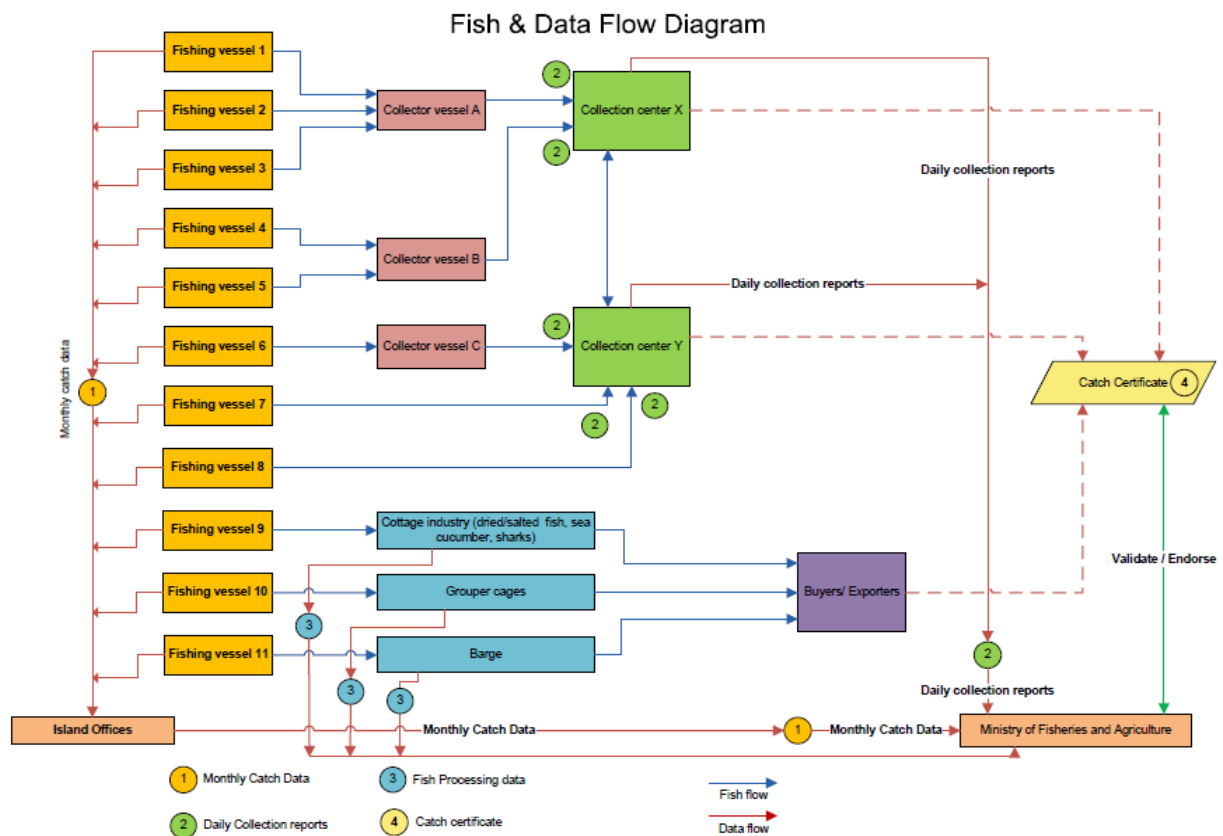 Fish & Data Flow Diagram
Fishing vessel 1
2
Fishing vessel 2
Collector vessel A
Collection center X
2
Fishing vessel 3
Daily collection reports
Fishing vessel 4
Collector vessel B
Fishing vessel 5
Daily collection reports
2
Fishing vessel 6
Collector vessel C
Collection center Y
Monthly catch data
1
Catch Certificate 4
Fishing vessel 7
2
2
Fishing vessel 8
Fishing vessel 9
Cottage industry (dried/salted fish, sea
cucumber, sharks)
Validate / Endorse
Fishing vessel 10
Grouper cages
Buyers/ Exporters
3
Fishing vessel 11
Barge
2
3
3
Daily collection reports
Island Offices
Monthly Catch Data
1
Monthly Catch Data
Ministry of Fisheries and Agriculture
1 Monthly Catch Data
3 Fish Processing data
Fish flow
2 Daily Collection reports
4 Catch certificate
Data flow